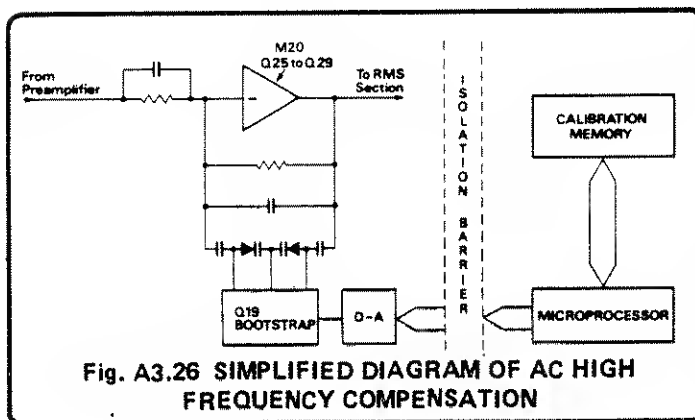 M20
Q25 to Q29
From
Preamplifier
To RMS
Section
ISOLATION BARRIER
CALIBRATION
MEMORY
Q19
BOOTSTRAP
D-A
MICROPROCESSOR
Fig. A3.26 SIMPLIFIED DIAGRAM OF AC HIGH
FREQUENCY COMPENSATION